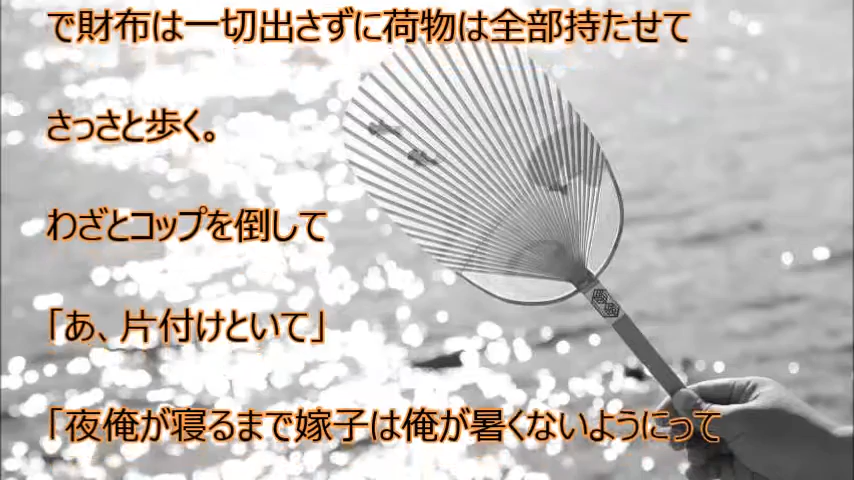 で財布は一切出さずに荷物は全部持たせて
さっさと歩く。
わざとコップを倒して
「あ、片付けといて」
「夜俺が寝るまで嫁子は俺が暑くないようにって